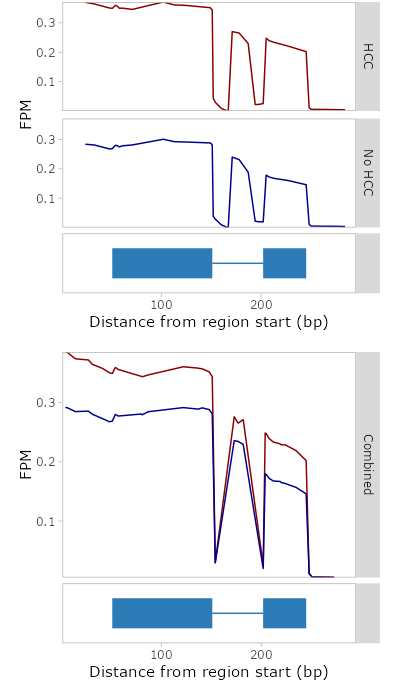 0.3
0.2
0.1
HCC
FPM
0.3
0.2
0.1
No HCC
100
200
Distance from region start (bp)
0.3
0.2
0.1
FPM
Combined
100
200
Distance from region start (bp)